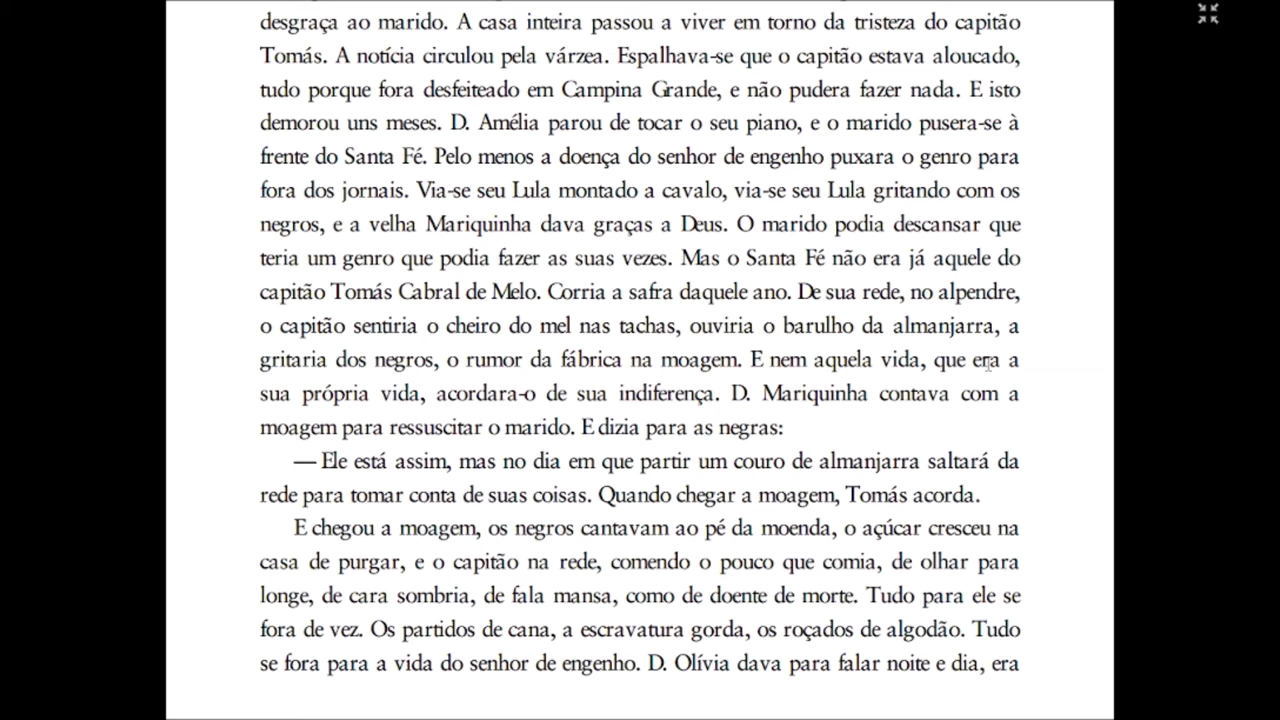 desgraça ao marido. A casa inteira passou a viver em torno da tristeza do capitão
Tomás. A notícia circulou pela várzea. Espalhava-se que o capitão estava aloucado,
tudo porque fora desfeiteado em Campina Grande, e não pudera fazer nada. E isto
demorou uns meses. D. Amélia parou de tocar o seu piano, e o marido pusera-se à
frente do Santa Fé. Pelo menos a doença do senhor de engenho puxara o genro para
fora dos jornais. Via-se seu Lula montado a cavalo, via-se seu Lula gritando com os
negros, e a velha Mariquinha dava graças a Deus. O marido podia descansar que
teria um genro que podia fazer as suas vezes. Mas o Santa Fé não era já aquele do
capitão Tomás Cabral de Melo. Corria a safra daquele ano. De sua rede, no alpendre,
o capitão sentiria o cheiro do mel nas tachas, ouviria o barulho da almanjarra, a
gritaria dos negros, o rumor da fábrica na moagem. E nem aquela vida, que era a
sua própria vida, acordara-o de sua indiferença. D. Mariquinha contava com a
moagem para ressuscitar o marido. E dizia para as negras:
— Ele está assim, mas no dia em que partir um couro de almanjarra saltará da
rede para tomar conta de suas coisas. Quando chegar a moagem, Tomás acorda.
E chegou a moagem, os negros cantavam ao pé da moenda, o açúcar cresceu na
casa de purgar, e o capitão na rede, comendo o pouco que comia, de olhar para
longe, de cara sombria, de fala mansa, como de doente de morte. Tudo para ele se
fora de vez. Os partidos de cana, a escravatura gorda, os roçados de algodão. Tudo
se fora para a vida do senhor de engenho. D. Olívia dava para falar noite e dia, era